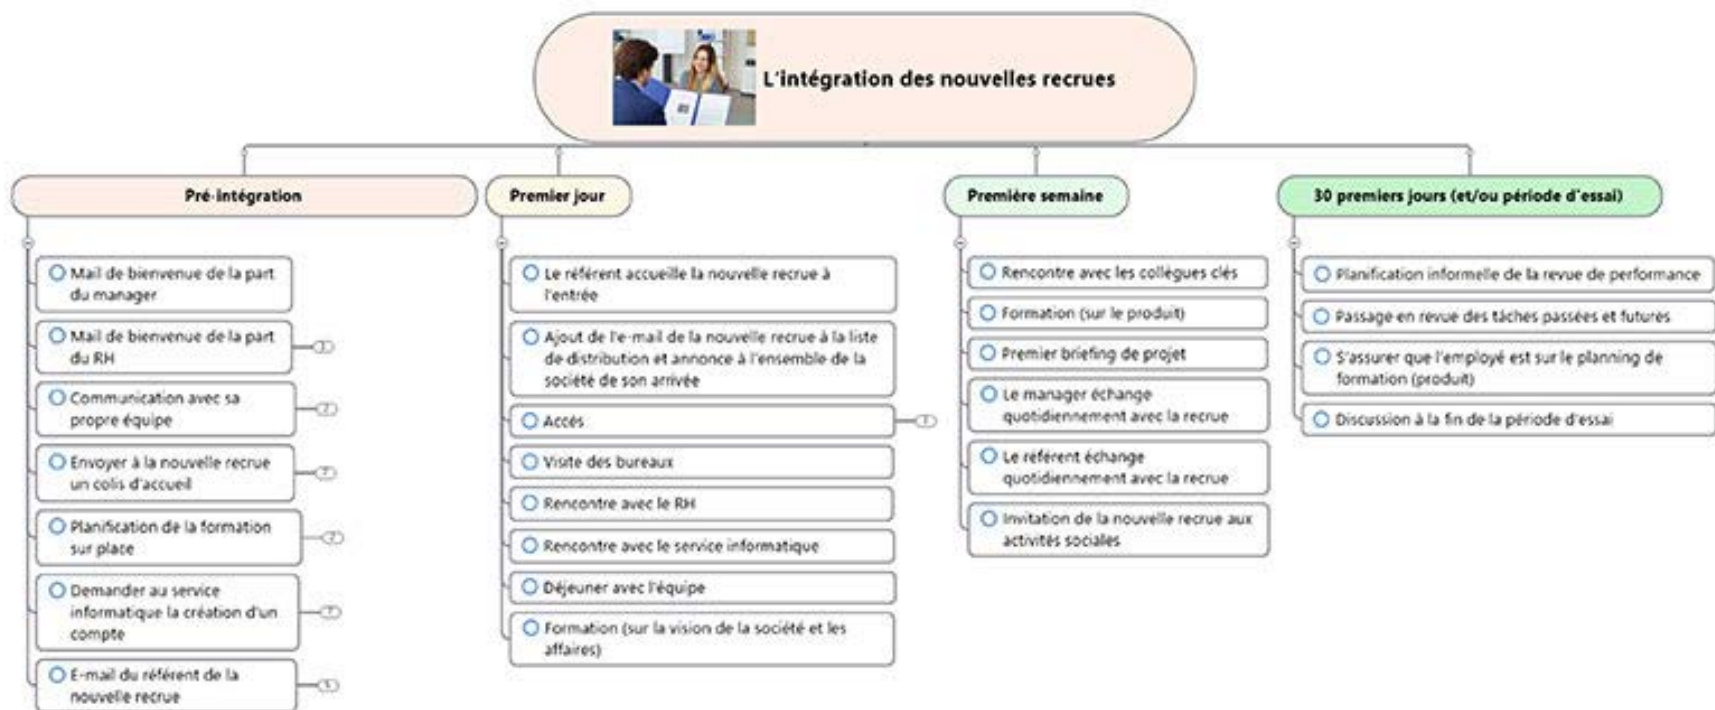 L'intégration des nouvelles recrues
Pré-intégration
Mail de bienvenue de la part
du manager
Mail de bienvenue de la part
du RH
Communication avec sa
propre équipe
Envoyer à la nouvelle recrue
un colis d'accueil
Planification de la formation
sur place
Demander au service
informatique la création d'un
compte
E-mail du référent de la
nouvelle recrue
Premier jour
Le référent accueille la nouvelle recrue à
l'entrée
Ajout de l'e-mail de la nouvelle recrue à la liste
de distribution et annonce à l'ensemble de la
société de son arrivée
Accès
Visite des bureaux
Rencontre avec le RH
Rencontre avec le service informatique
Déjeuner avec l'équipe
Formation (sur la vision de la société et les
affaires)
Première semaine
Rencontre avec les collègues clés
Formation (sur le produit)
Premier briefing de projet
Le manager échange
quotidiennement avec la recrue
Le référent échange
quotidiennement avec la recrue
Invitation de la nouvelle recrue aux
activités sociales
30 premiers jours (et/ou période d'essai)
Planification informelle de la revue de performance
Passage en revue des tâches passées et futures
S'assurer que l'employé est sur le planning de
formation (produit)
Discussion à la fin de la période d'essai